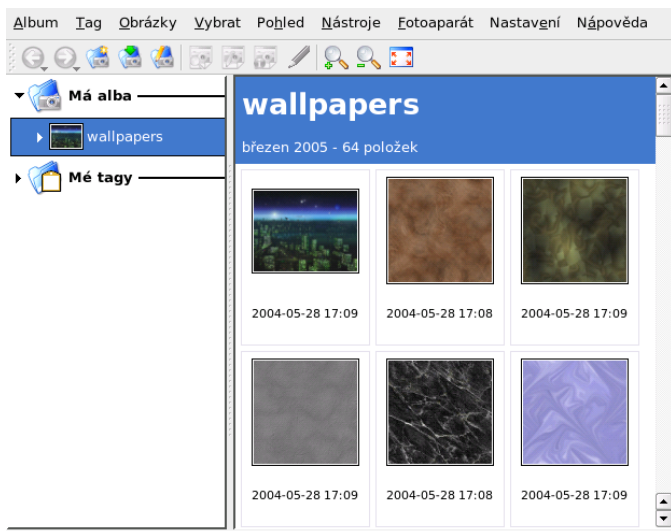 Album Tag Obrázky Vybrat Pohled Nástroje Fotoaparát Nastavení Nápověda
Má alba
wallpapers
Mé tagy
wallpapers
březen 2005 - 64 položek
2004-05-28 17:09 2004-05-28 17:08 2004-05-28 17:09
2004-05-28 17:09 2004-05-28 17:08 2004-05-28 17:09